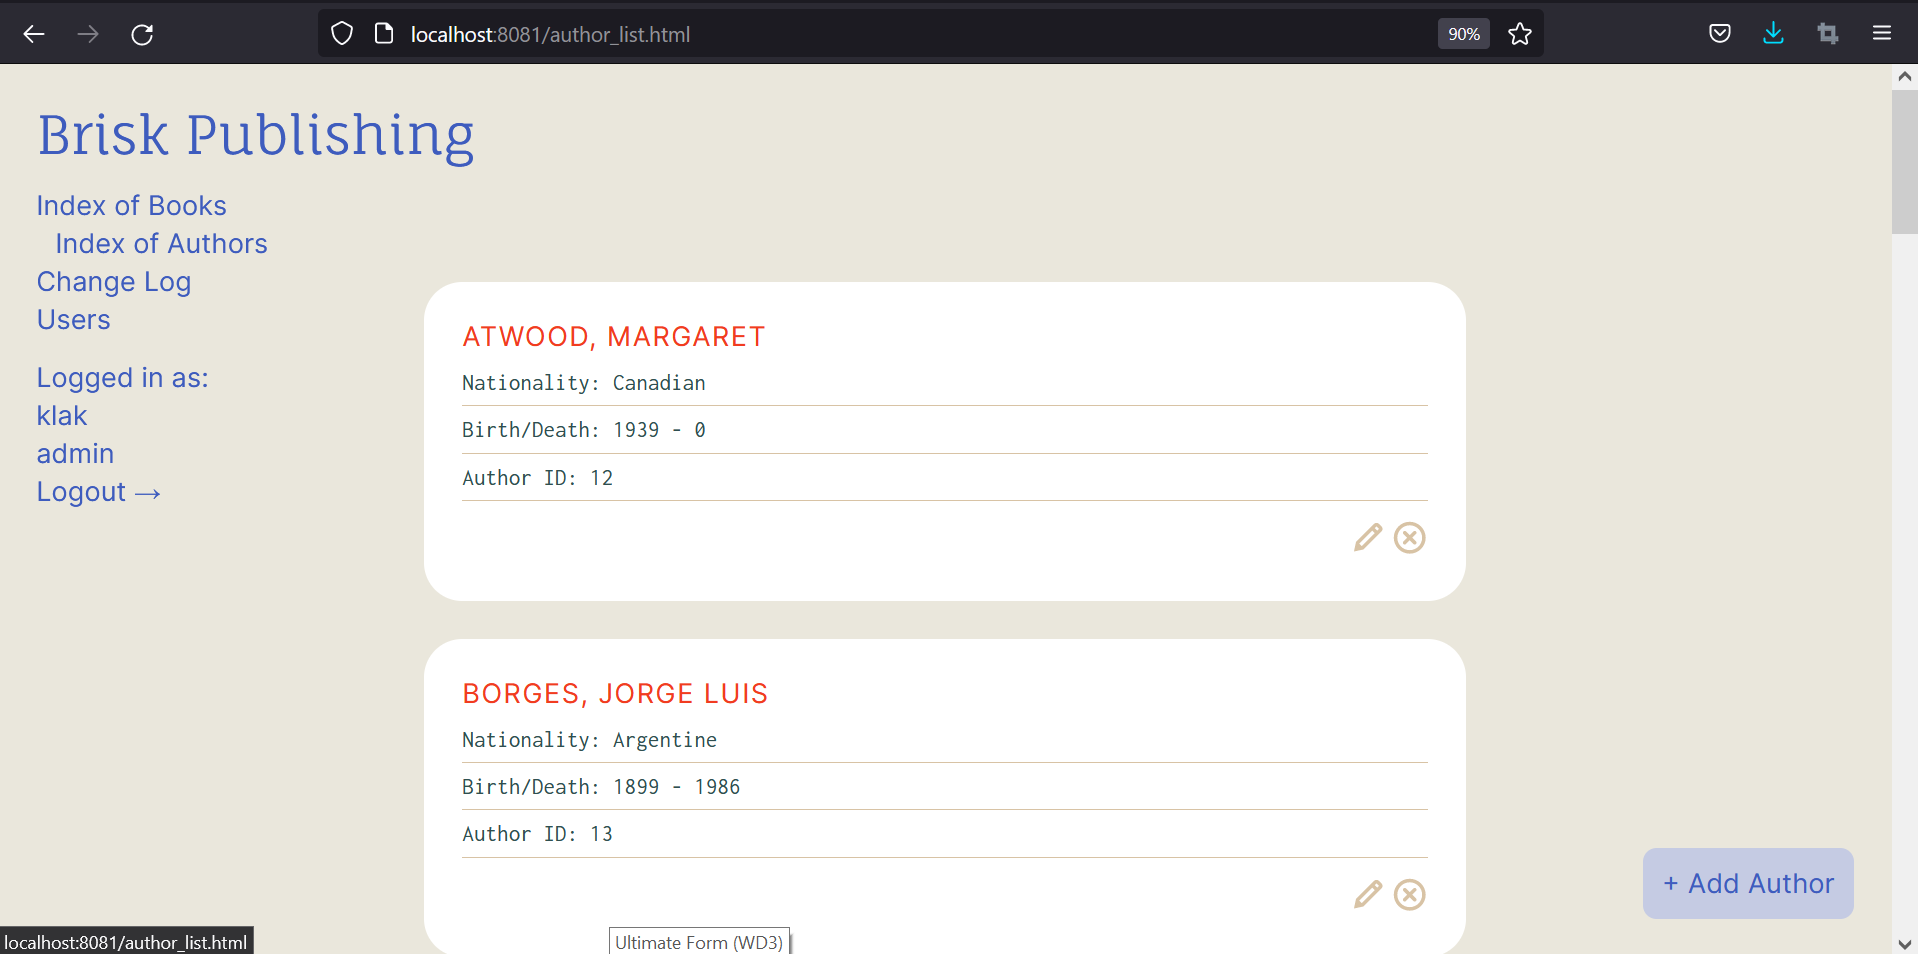 localhost:8081/author_list.html
90%
Brisk Publishing
Index of Books
Index of Authors
Change Log
Users
Logged in as:
klak
admin
Logout →
ATWOOD, MARGARET
Nationality: Canadian
Birth/Death: 1939 - 0
Author ID: 12
BORGES, JORGE LUIS
Nationality: Argentine
Birth/Death: 1899 - 1986
Author ID: 13
+ Add Author
localhost:8081/author_list.html
Ultimate Form (WD3)